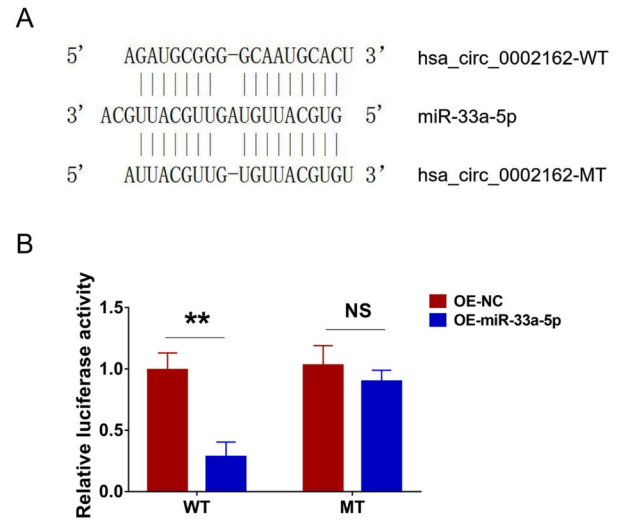 A
5' AGAUGCGGG-GCAAUGCACU 3' hsa_circ_0002162-WT
3' ACGUUACGUUGAUGUUACGUG 5' miR-33a-5p
5' AUUACGUUG-UGUUACGUGU 3' hsa_circ_0002162-MT
B
Relative luciferase activity
1.5
1.0
0.5
0.0
**
NS
WT
MT
OE-NC
OE-miR-33a-5p